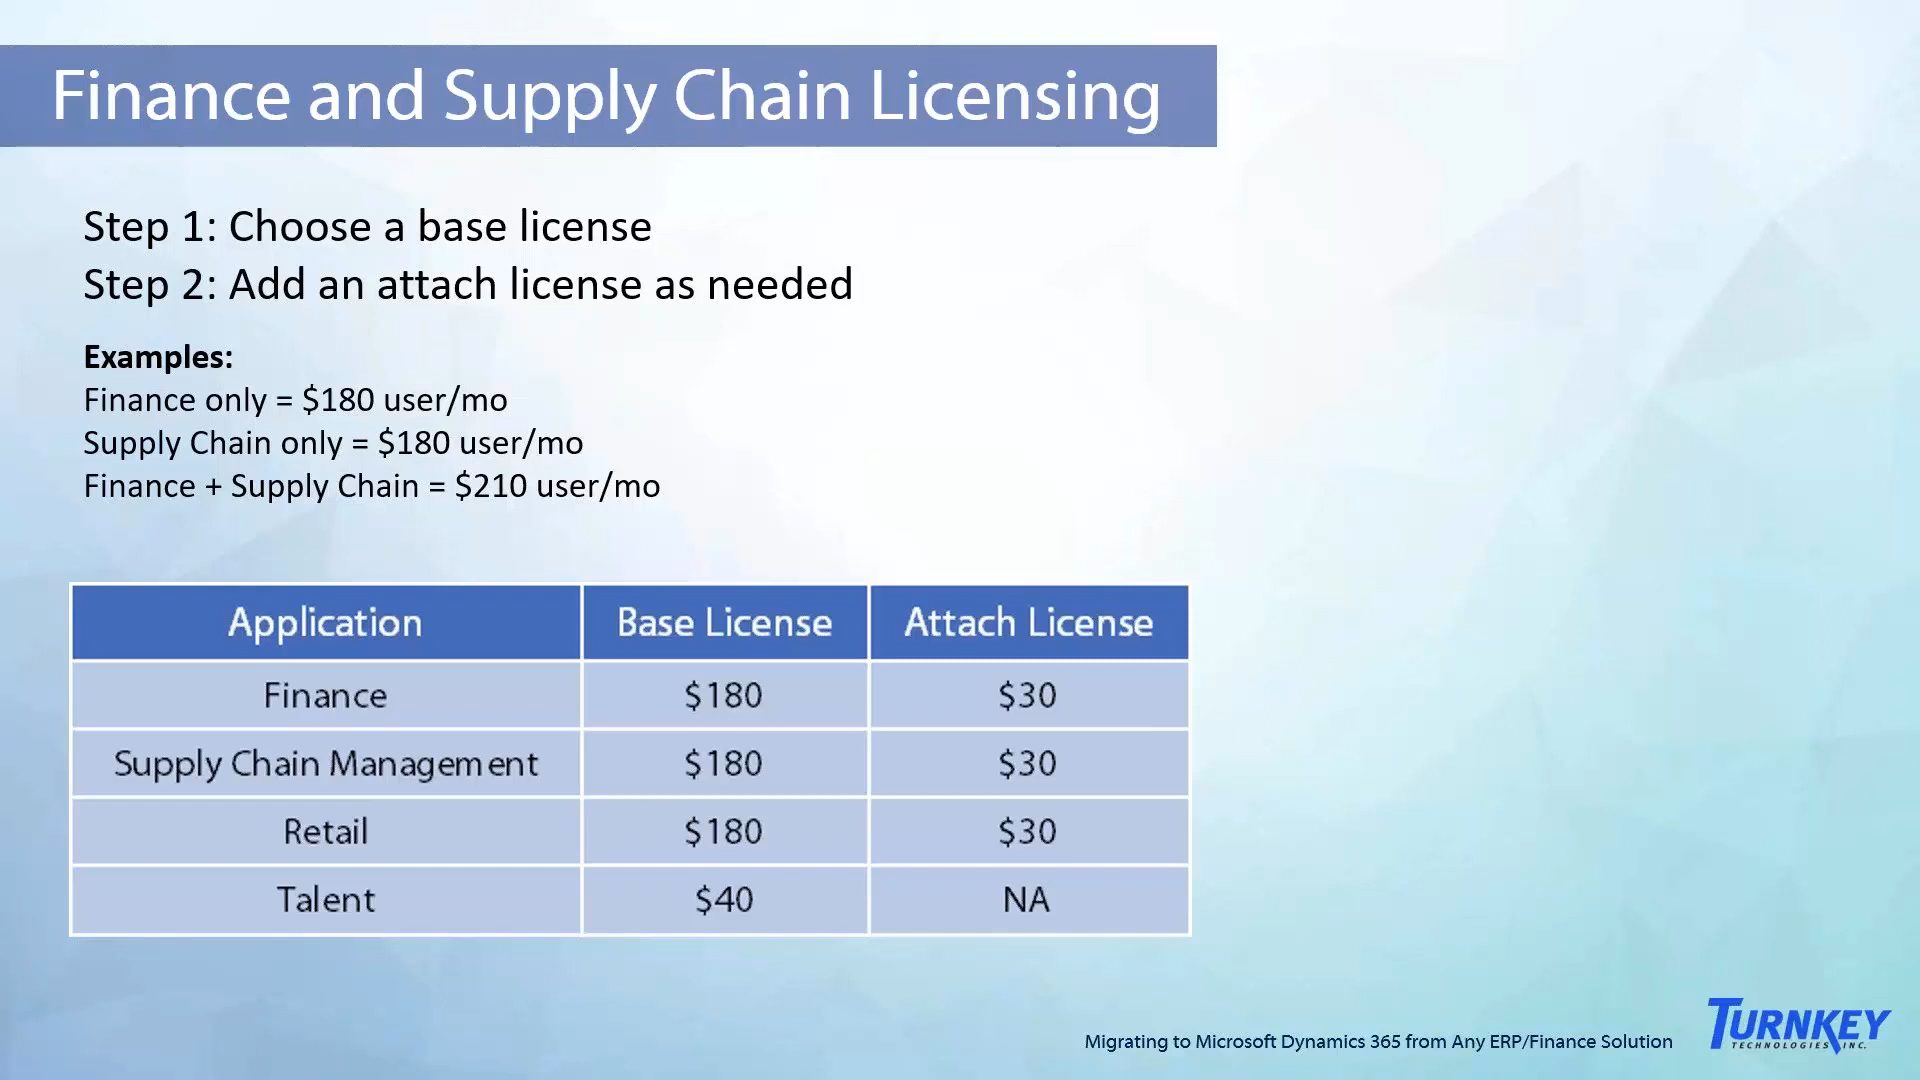 Finance and Supply Chain Licensing
Step 1: Choose a base license
Step 2: Add an attach license as needed
Examples:
Finance only = $180 user/mo
Supply Chain only = $180 user/mo
Finance + Supply Chain = $210 user/mo
Application Base License Attach License
Finance $180 $30
Supply Chain Management $180 $30
Retail $180 $30
Talent $40 NA
Migrating to Microsoft Dynamics 365 from Any ERP/Finance Solution
TURNKEY
TECHNOLOGIES INC.